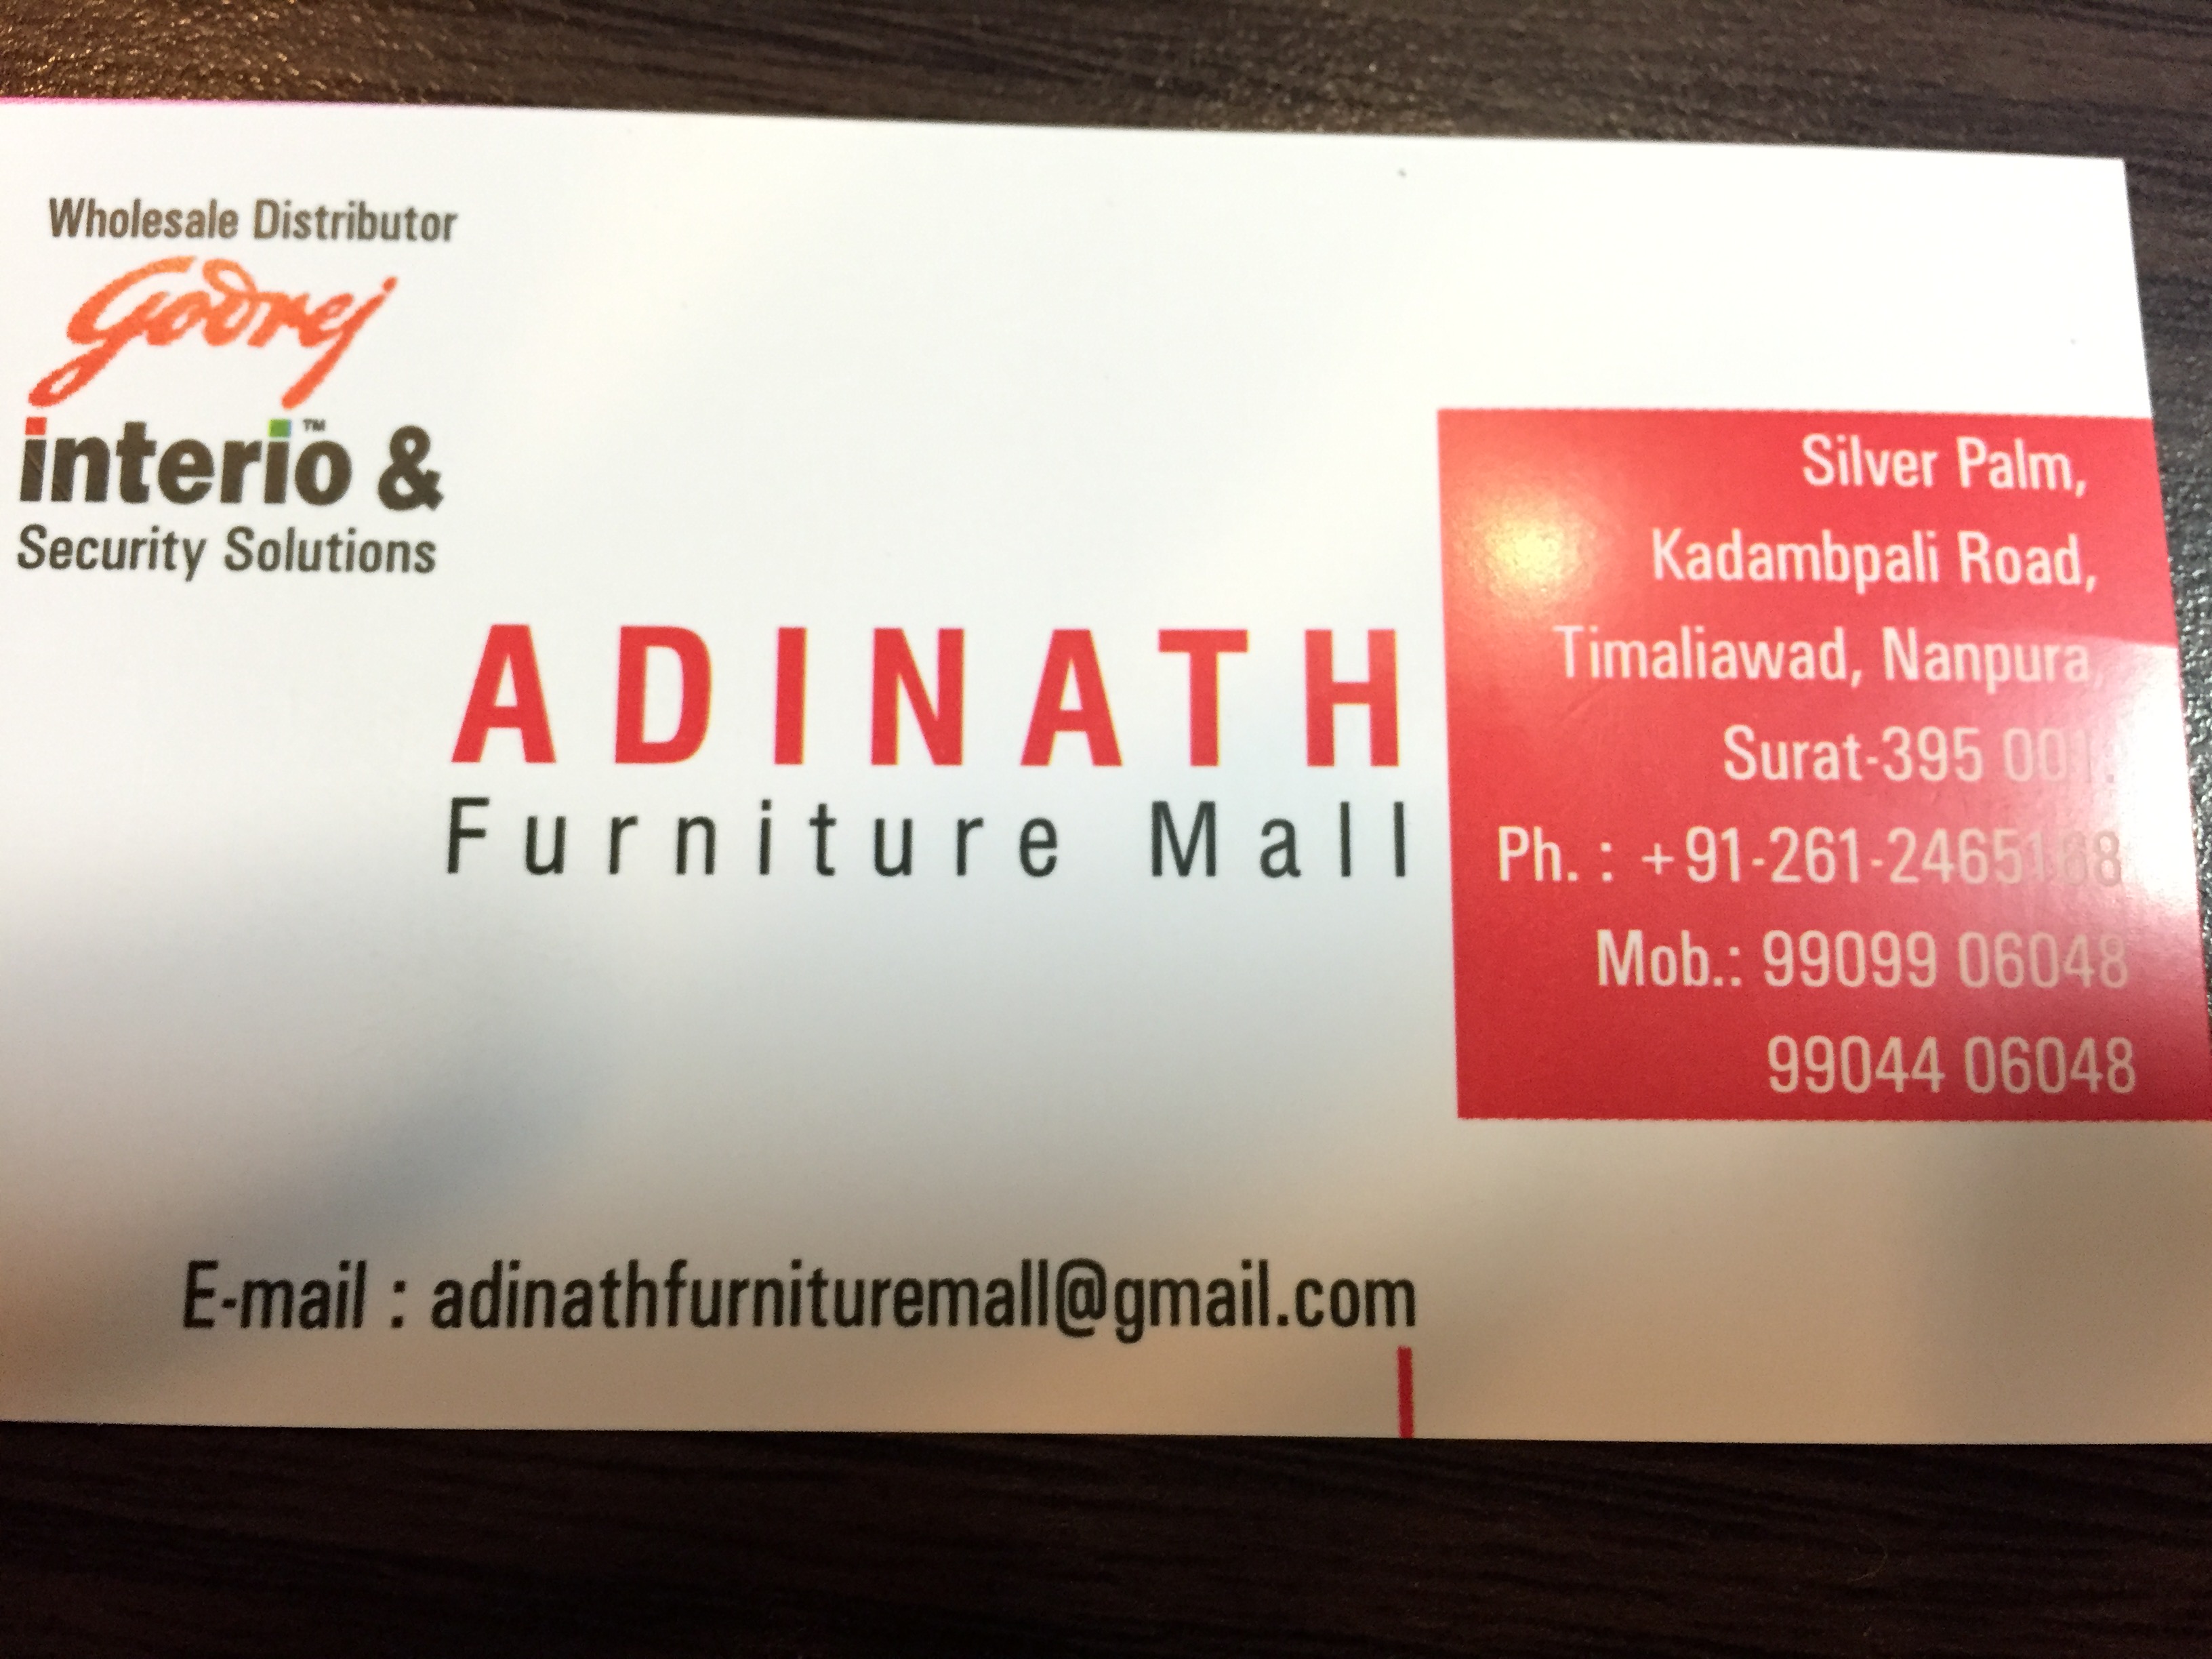 Wholesale Distributor
Godrej
interio™ &
Security Solutions
ADINATH
Furniture Mall
Silver Palm,
Kadambpali Road,
Timaliawad, Nanpura,
Surat-395 001.
Ph. : +91-261-2465168
Mob.: 99099 06048
99044 06048
E-mail : adinathfurnituremall@gmail.com